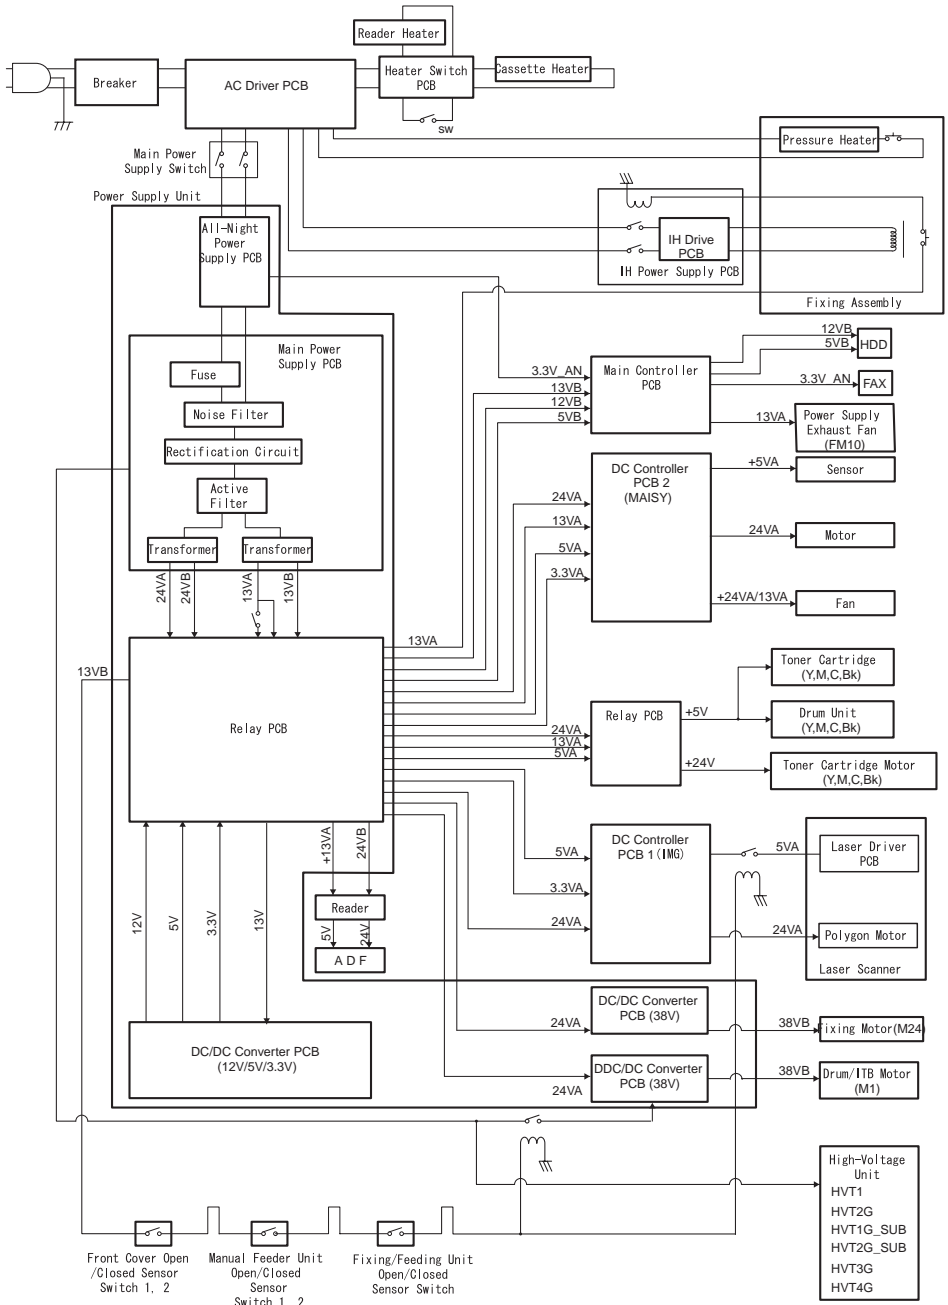 Reader Heater
Breaker
AC Driver PCB
Heater Switch
PCB
Cassette Heater
SW
Main Power
Supply Switch
Pressure Heater
Power Supply Unit
All-Night
Power
Supply PCB
IH Drive
PCB
IH Power Supply PCB
Fixing Assembly
Main Power
Supply PCB
Fuse
Noise Filter
Rectification Circuit
Active
Filter
Transformer
Transformer
24VA
24VB
13VA
13VB
3.3V_AN
13VB
12VB
5VB
Main Controller
PCB
12VB
5VB
HDD
3.3V_AN
FAX
13VA
Power Supply
Exhaust Fan
(FM10)
DC Controller
PCB 2
(MAISY)
24VA
13VA
5VA
3.3VA
+5VA
Sensor
24VA
Motor
+24VA/13VA
Fan
13VB
13VA
Relay PCB
24VA
13VA
5VA
Relay PCB
+5V
+24V
Toner Cartridge
(Y,M,C,Bk)
Drum Unit
(Y,M,C,Bk)
Toner Cartridge Motor
(Y,M,C,Bk)
DC Controller
PCB 1(IMG)
5VA
3.3VA
24VA
5VA
Laser Driver
PCB
24VA
Polygon Motor
Laser Scanner
+13VA
24VB
Reader
5V
24V
ADF
12V
5V
3.3V
13V
DC/DC Converter PCB
(12V/5V/3.3V)
24VA
DC/DC Converter
PCB (38V)
38VB
Fixing Motor(M24)
24VA
DDC/DC Converter
PCB (38V)
38VB
Drum/ITB Motor
(M1)
High-Voltage
Unit
HVT1
HVT2G
HVT1G_SUB
HVT2G_SUB
HVT3G
HVT4G
Front Cover Open
/Closed Sensor
Switch 1, 2
Manual Feeder Unit
Open/Closed
Sensor
Switch 1, 2
Fixing/Feeding Unit
Open/Closed
Sensor Switch